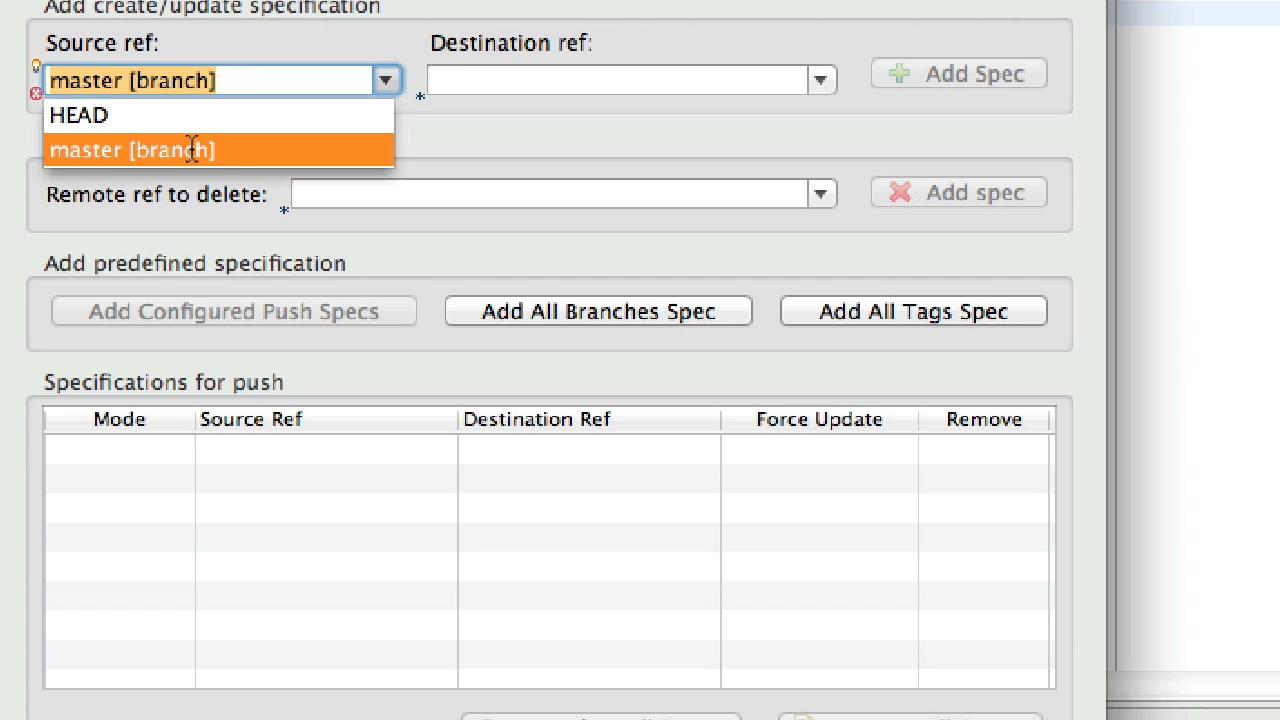 Add create/update specification
Source ref: Destination ref:
master [branch] Add Spec
HEAD
master [branch]
Remote ref to delete: Add spec
Add predefined specification
Add Configured Push Specs Add All Branches Spec Add All Tags Spec
Specifications for push
Mode Source Ref Destination Ref Force Update Remove